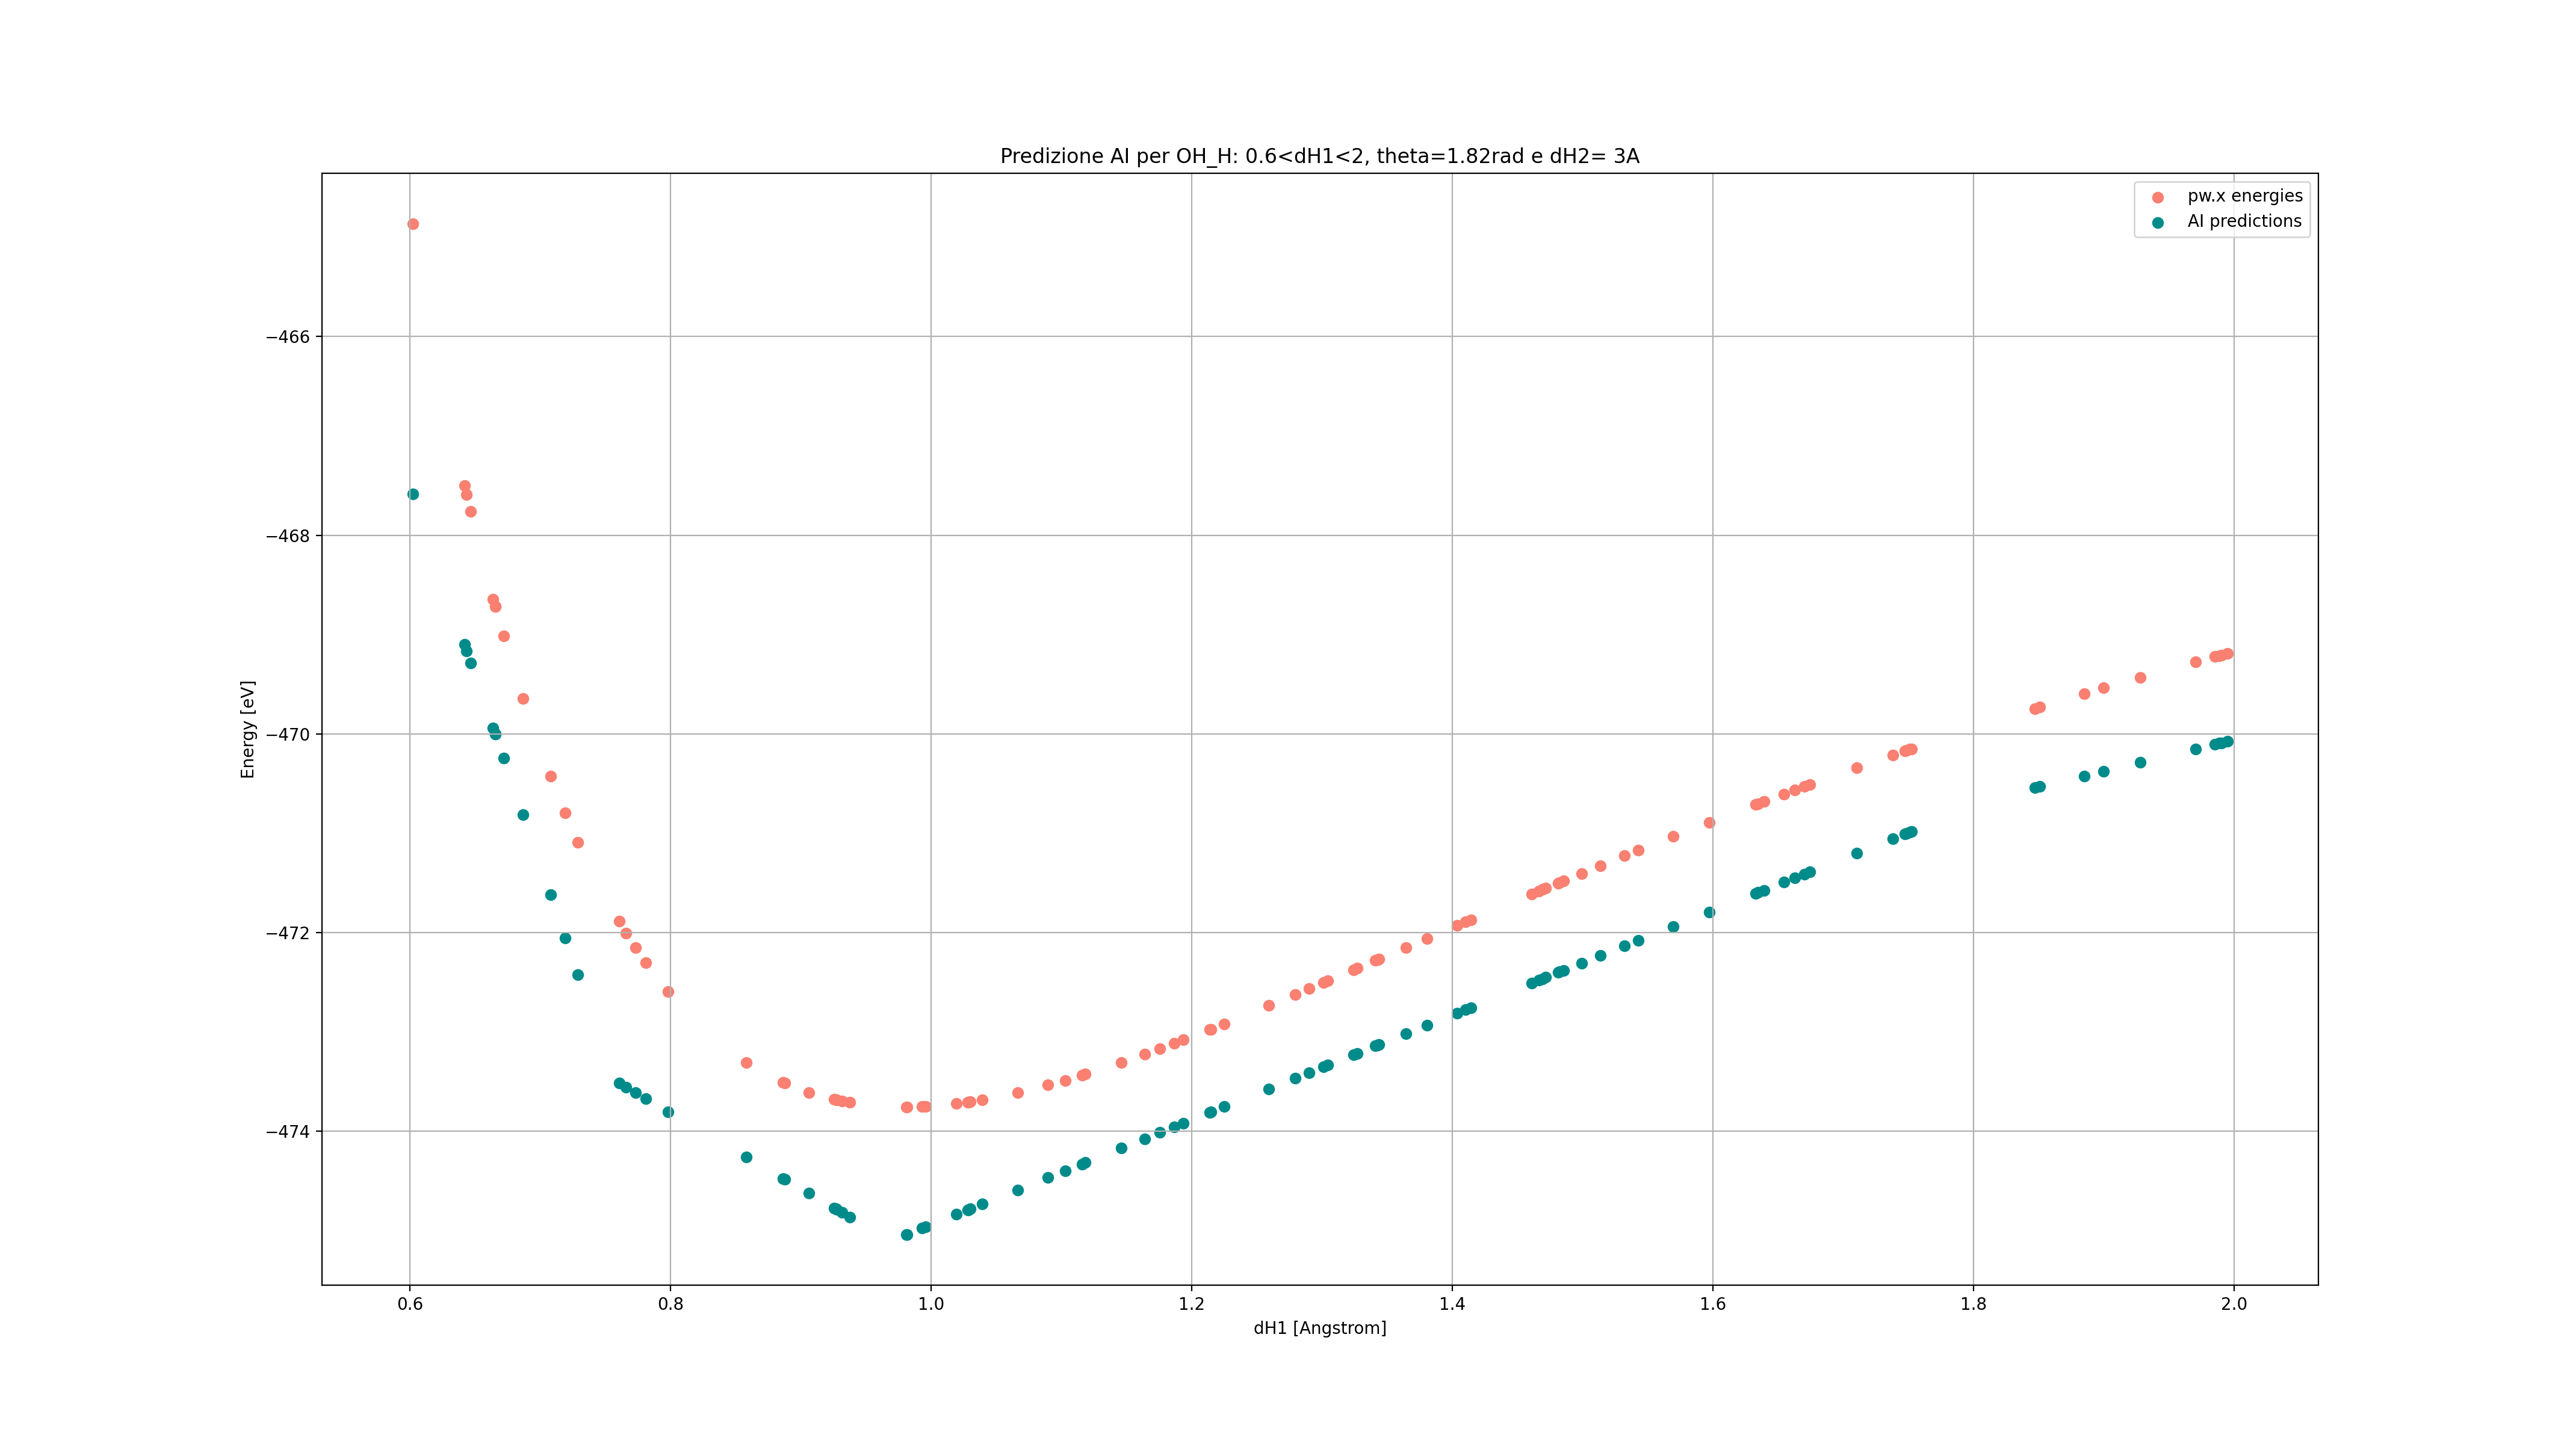 Predizione AI per OH_H: 0.6<dH1<2, theta=1.82rad e dH2= 3A
pw.x energies
AI predictions
Energy [eV]
−466
−468
−470
−472
−474
0.6 0.8 1.0 1.2 1.4 1.6 1.8 2.0
dH1 [Angstrom]